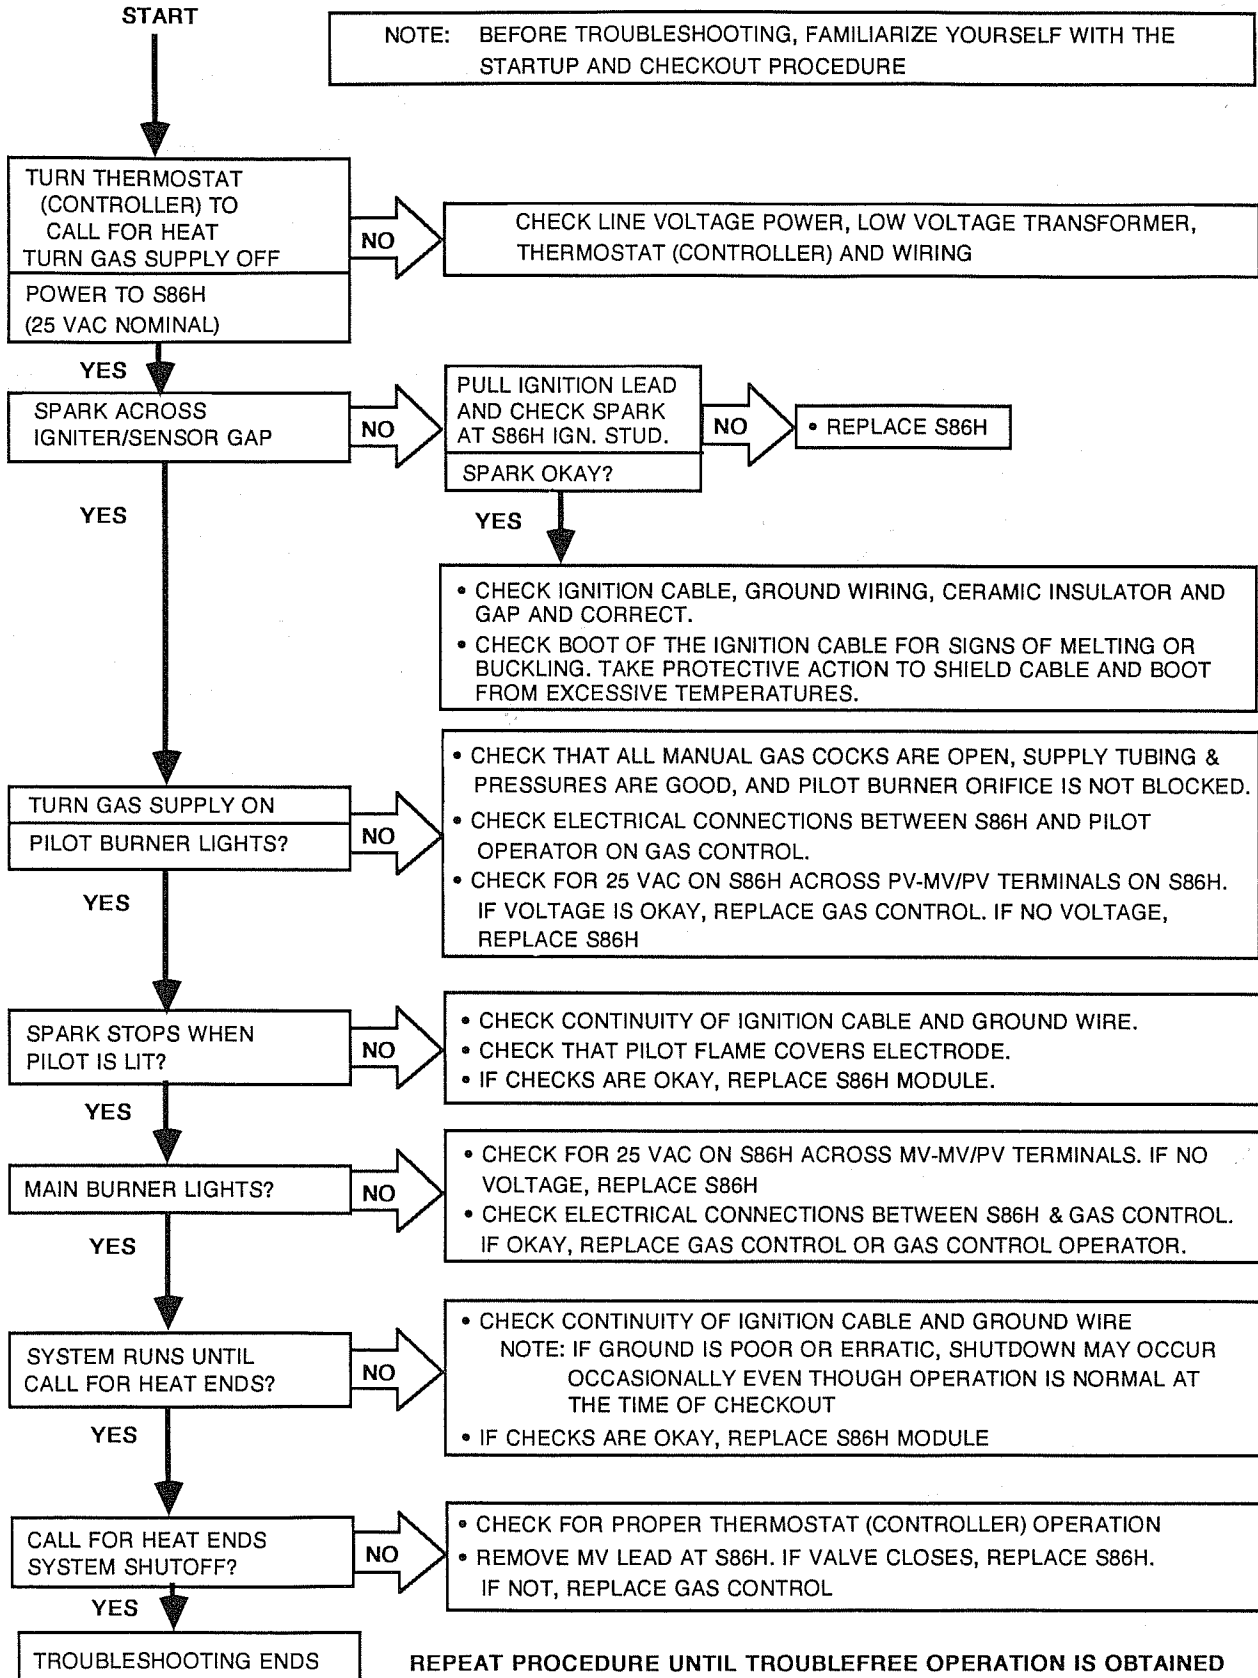 START
NOTE: BEFORE TROUBLESHOOTING, FAMILIARIZE YOURSELF WITH THE
STARTUP AND CHECKOUT PROCEDURE
TURN THERMOSTAT
(CONTROLLER) TO
CALL FOR HEAT
TURN GAS SUPPLY OFF
POWER TO S86H
(25 VAC NOMINAL)
NO
CHECK LINE VOLTAGE POWER, LOW VOLTAGE TRANSFORMER,
THERMOSTAT (CONTROLLER) AND WIRING
YES
SPARK ACROSS
IGNITER/SENSOR GAP
NO
PULL IGNITION LEAD
AND CHECK SPARK
AT S86H IGN. STUD.
SPARK OKAY?
NO
• REPLACE S86H
YES
YES
• CHECK IGNITION CABLE, GROUND WIRING, CERAMIC INSULATOR AND
GAP AND CORRECT.
• CHECK BOOT OF THE IGNITION CABLE FOR SIGNS OF MELTING OR
BUCKLING. TAKE PROTECTIVE ACTION TO SHIELD CABLE AND BOOT
FROM EXCESSIVE TEMPERATURES.
TURN GAS SUPPLY ON
PILOT BURNER LIGHTS?
NO
• CHECK THAT ALL MANUAL GAS COCKS ARE OPEN, SUPPLY TUBING &
PRESSURES ARE GOOD, AND PILOT BURNER ORIFICE IS NOT BLOCKED.
• CHECK ELECTRICAL CONNECTIONS BETWEEN S86H AND PILOT
OPERATOR ON GAS CONTROL.
• CHECK FOR 25 VAC ON S86H ACROSS PV-MV/PV TERMINALS ON S86H.
IF VOLTAGE IS OKAY, REPLACE GAS CONTROL. IF NO VOLTAGE,
REPLACE S86H
YES
SPARK STOPS WHEN
PILOT IS LIT?
NO
• CHECK CONTINUITY OF IGNITION CABLE AND GROUND WIRE.
• CHECK THAT PILOT FLAME COVERS ELECTRODE.
• IF CHECKS ARE OKAY, REPLACE S86H MODULE.
YES
MAIN BURNER LIGHTS?
NO
• CHECK FOR 25 VAC ON S86H ACROSS MV-MV/PV TERMINALS. IF NO
VOLTAGE, REPLACE S86H
• CHECK ELECTRICAL CONNECTIONS BETWEEN S86H & GAS CONTROL.
IF OKAY, REPLACE GAS CONTROL OR GAS CONTROL OPERATOR.
YES
SYSTEM RUNS UNTIL
CALL FOR HEAT ENDS?
NO
• CHECK CONTINUITY OF IGNITION CABLE AND GROUND WIRE
NOTE: IF GROUND IS POOR OR ERRATIC, SHUTDOWN MAY OCCUR
OCCASIONALLY EVEN THOUGH OPERATION IS NORMAL AT
THE TIME OF CHECKOUT
• IF CHECKS ARE OKAY, REPLACE S86H MODULE
YES
CALL FOR HEAT ENDS
SYSTEM SHUTOFF?
NO
• CHECK FOR PROPER THERMOSTAT (CONTROLLER) OPERATION
• REMOVE MV LEAD AT S86H. IF VALVE CLOSES, REPLACE S86H.
IF NOT, REPLACE GAS CONTROL
YES
TROUBLESHOOTING ENDS
REPEAT PROCEDURE UNTIL TROUBLEFREE OPERATION IS OBTAINED